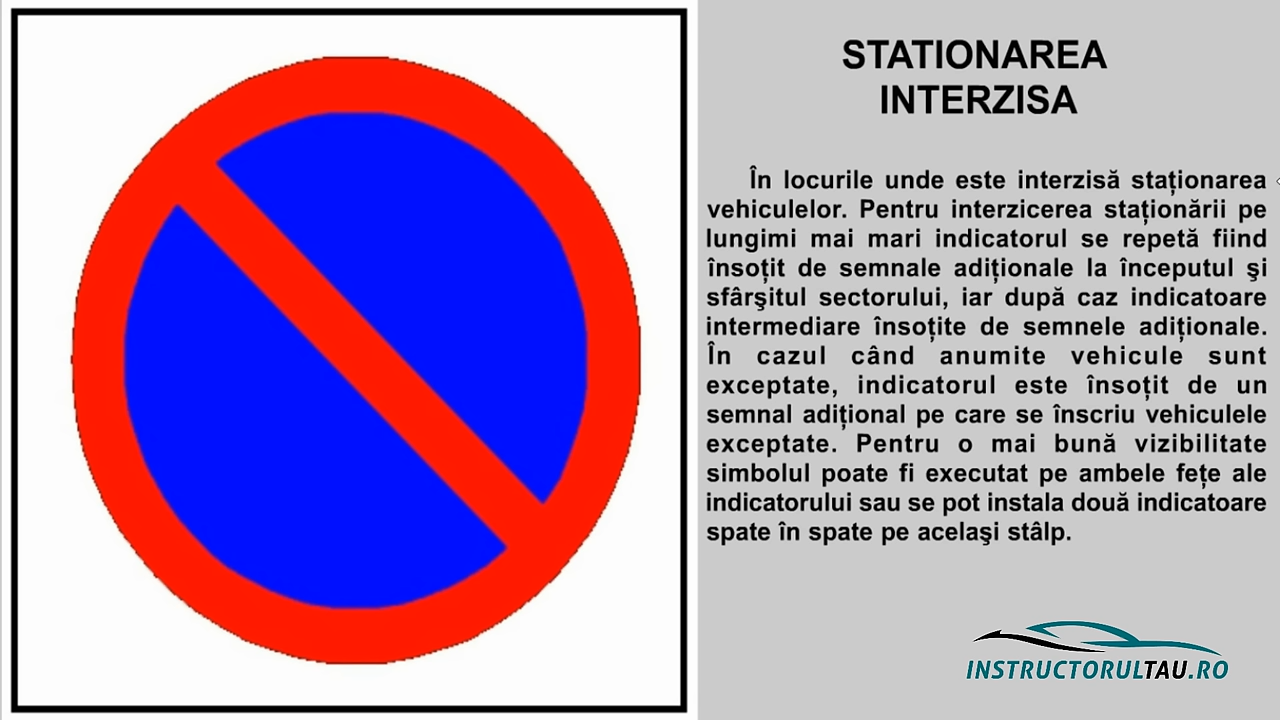 STATIONAREA
INTERZISA
În locurile unde este interzisă staționarea
vehiculelor. Pentru interzicerea staționării pe
lungimi mai mari indicatorul se repetă fiind
însoțit de semnale adiționale la începutul şi
sfârşitul sectorului, iar după caz indicatoare
intermediare însoțite de semnele adiționale.
În cazul când anumite vehicule sunt
exceptate, indicatorul este însoțit de un
semnal adițional pe care se înscriu vehiculele
exceptate. Pentru o mai bună vizibilitate
simbolul poate fi executat pe ambele fețe ale
indicatorului sau se pot instala două indicatoare
spate în spate pe acelaşi stâlp.
INSTRUCTORULTAU.RO